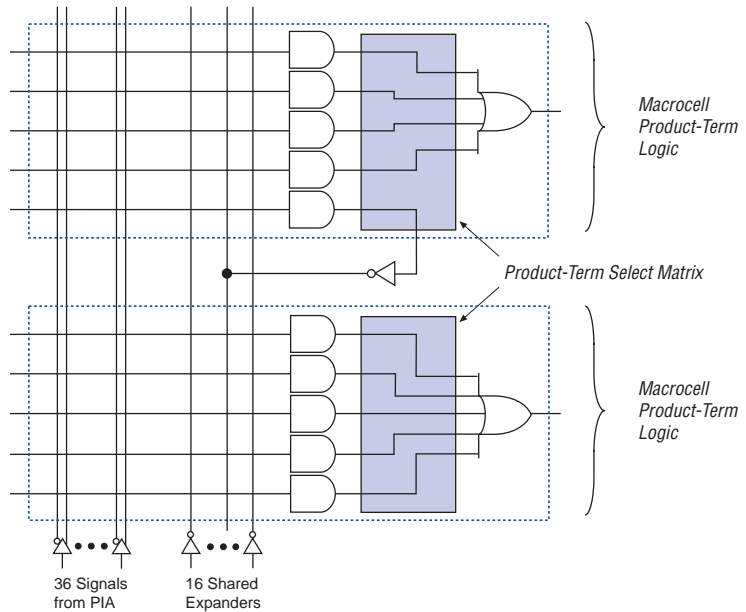 Macrocell
Product-Term
Logic
Product-Term Select Matrix
Macrocell
Product-Term
Logic
36 Signals
from PIA
16 Shared
Expanders